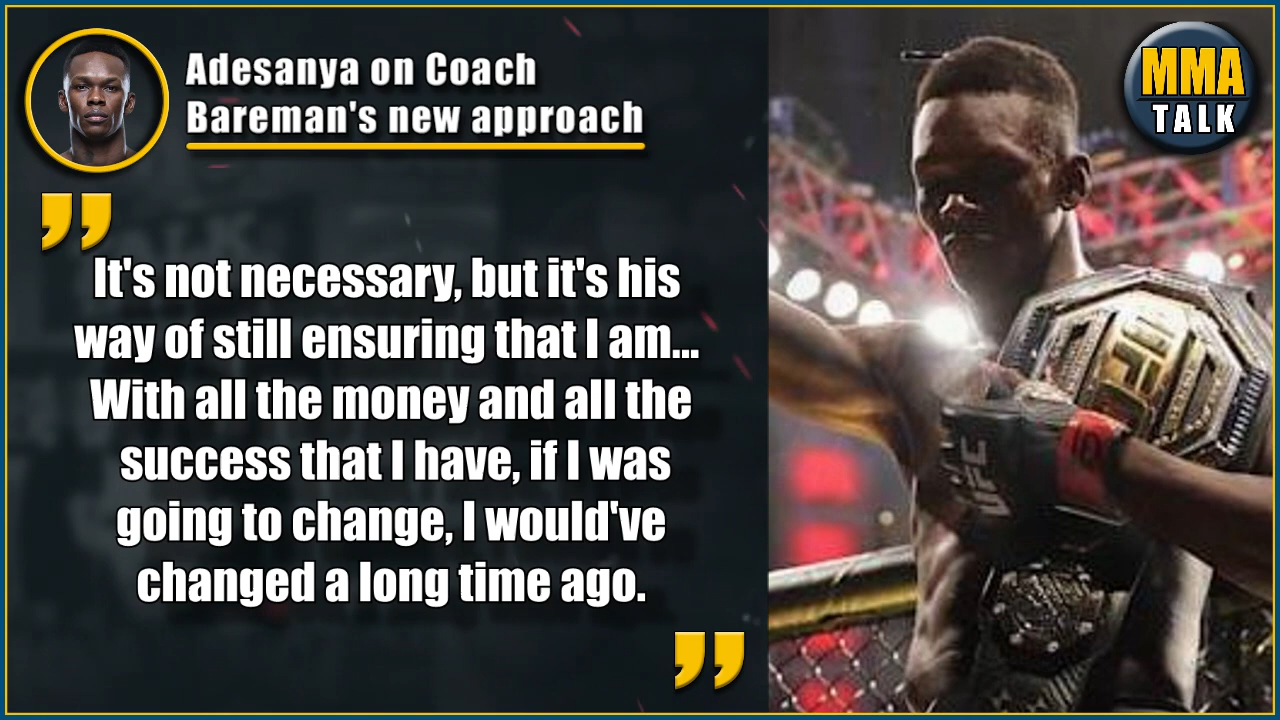 Adesanya on Coach
Bareman's new approach
MMA
TALK
"
It's not necessary, but it's his
way of still ensuring that I am...
With all the money and all the
success that I have, if I was
going to change, I would've
changed a long time ago.
"
UFC